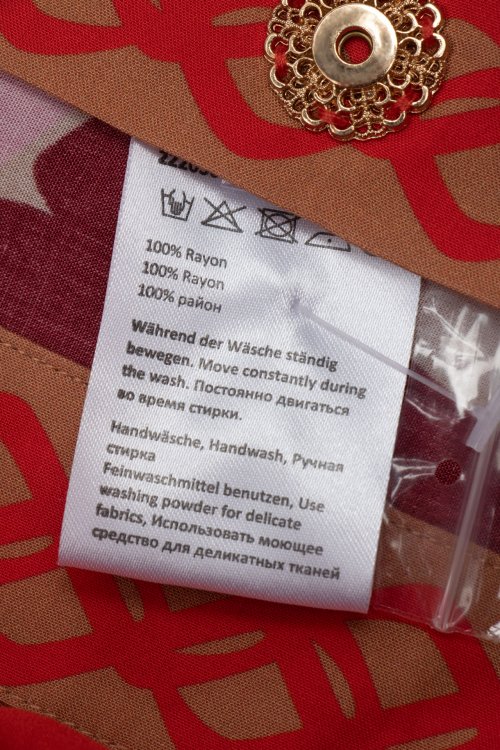 100% Rayon
100% Rayon
100% район
Während der Wäsche ständig
bewegen. Move constantly during
the wash. Постоянно двигаться
во время стирки.
Handwäsche, Handwash, Ручная
стирка
Feinwaschmittel benutzen, Use
washing powder for delicate
fabrics, Использовать моющее
средство для деликатных тканей